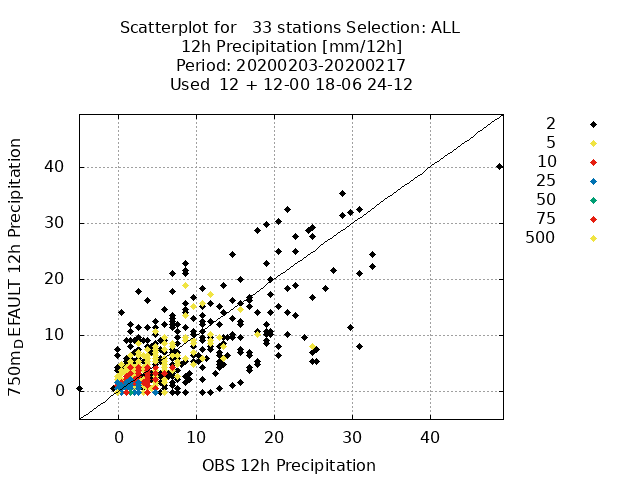 Scatterplot for   33 stations Selection: ALL
12h Precipitation [mm/12h]
Period: 20200203-20200217
Used  12 + 12-00 18-06 24-12
2
5
10
25
50
75
500
750m_DEFAULT 12h Precipitation
40
30
20
10
0
0 10 20 30 40
OBS 12h Precipitation